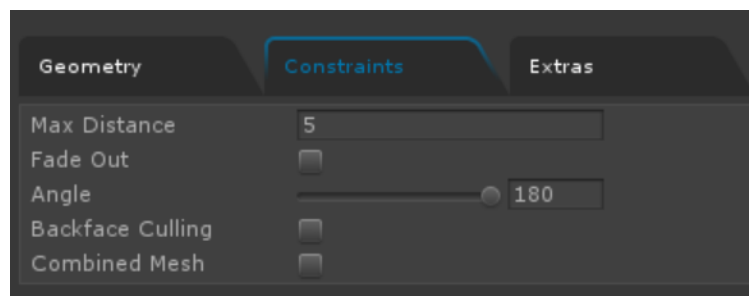 Geometry Constraints Extras
Max Distance 5
Fade Out
Angle 180
Backface Culling
Combined Mesh